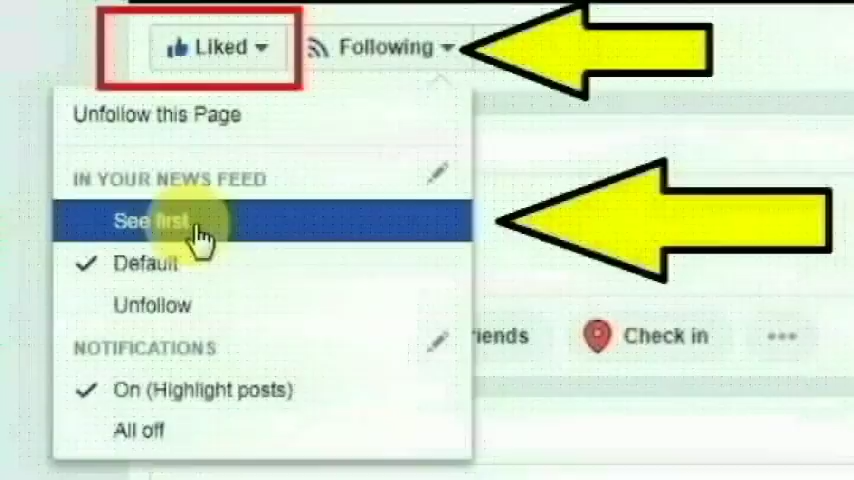 Liked Following
Unfollow this Page
IN YOUR NEWS FEED
See first
Default
Unfollow
NOTIFICATIONS
On (Highlight posts)
All off
riends Check in